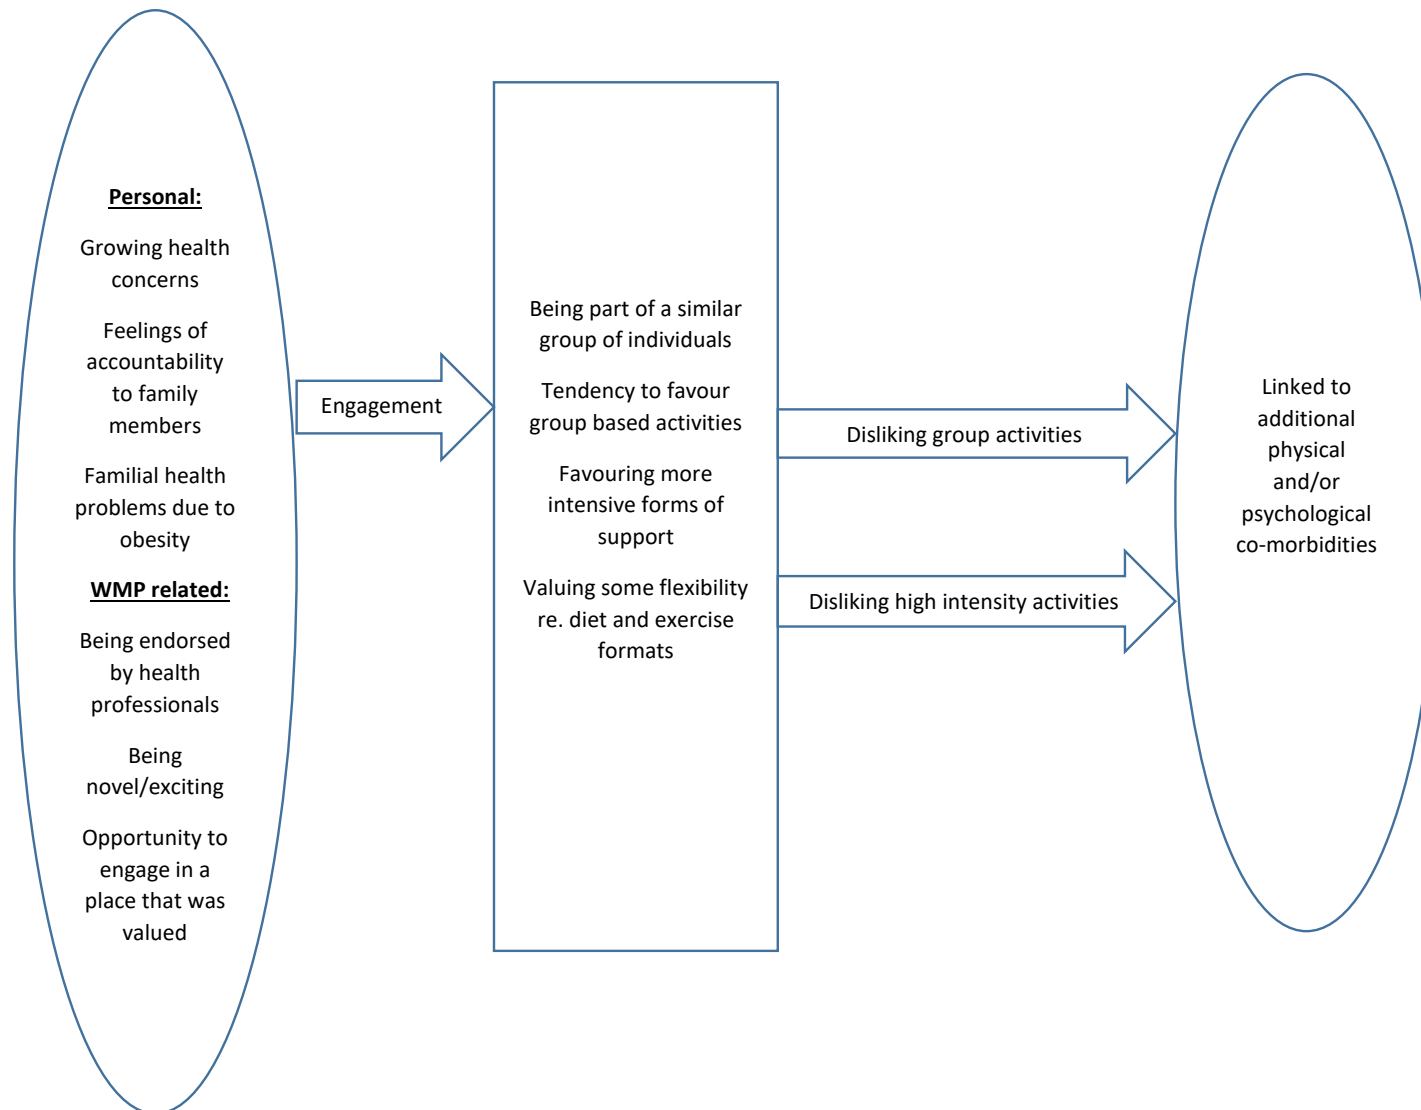 Personal:
Growing health
concerns
Feelings of
accountability
to family
members
Familial health
problems due to
obesity
WMP related:
Being endorsed
by health
professionals
Being
novel/exciting
Opportunity to
engage in a
place that was
valued
Engagement
Being part of a similar
group of individuals
Tendency to favour
group based activities
Favouring more
intensive forms of
support
Valuing some flexibility
re. diet and exercise
formats
Disliking group activities
Disliking high intensity activities
Linked to
additional
physical
and/or
psychological
co-morbidities